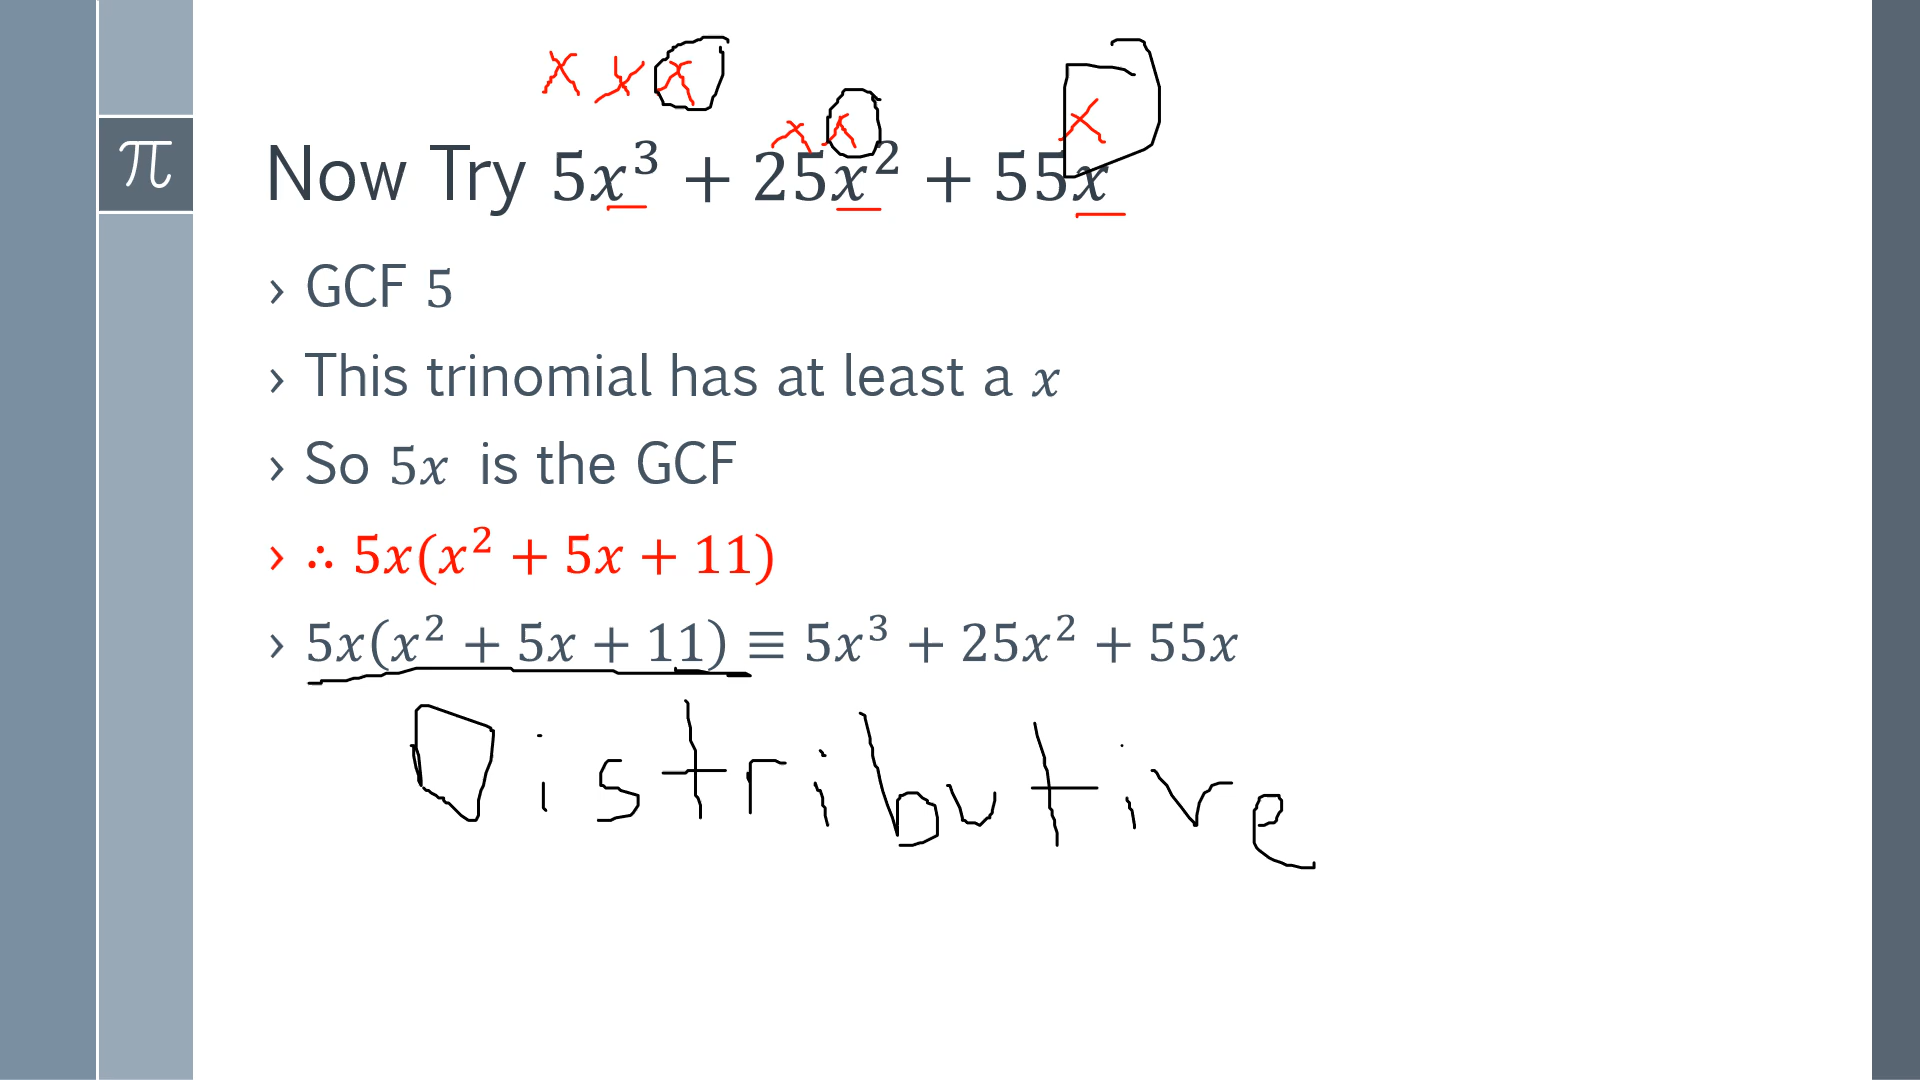 x x x
x x
x
π
Now Try 5x³ + 25x² + 55x
› GCF 5
› This trinomial has at least a x
› So 5x is the GCF
› ∴ 5x(x² + 5x + 11)
› 5x(x² + 5x + 11) ≡ 5x³ + 25x² + 55x
Distributive